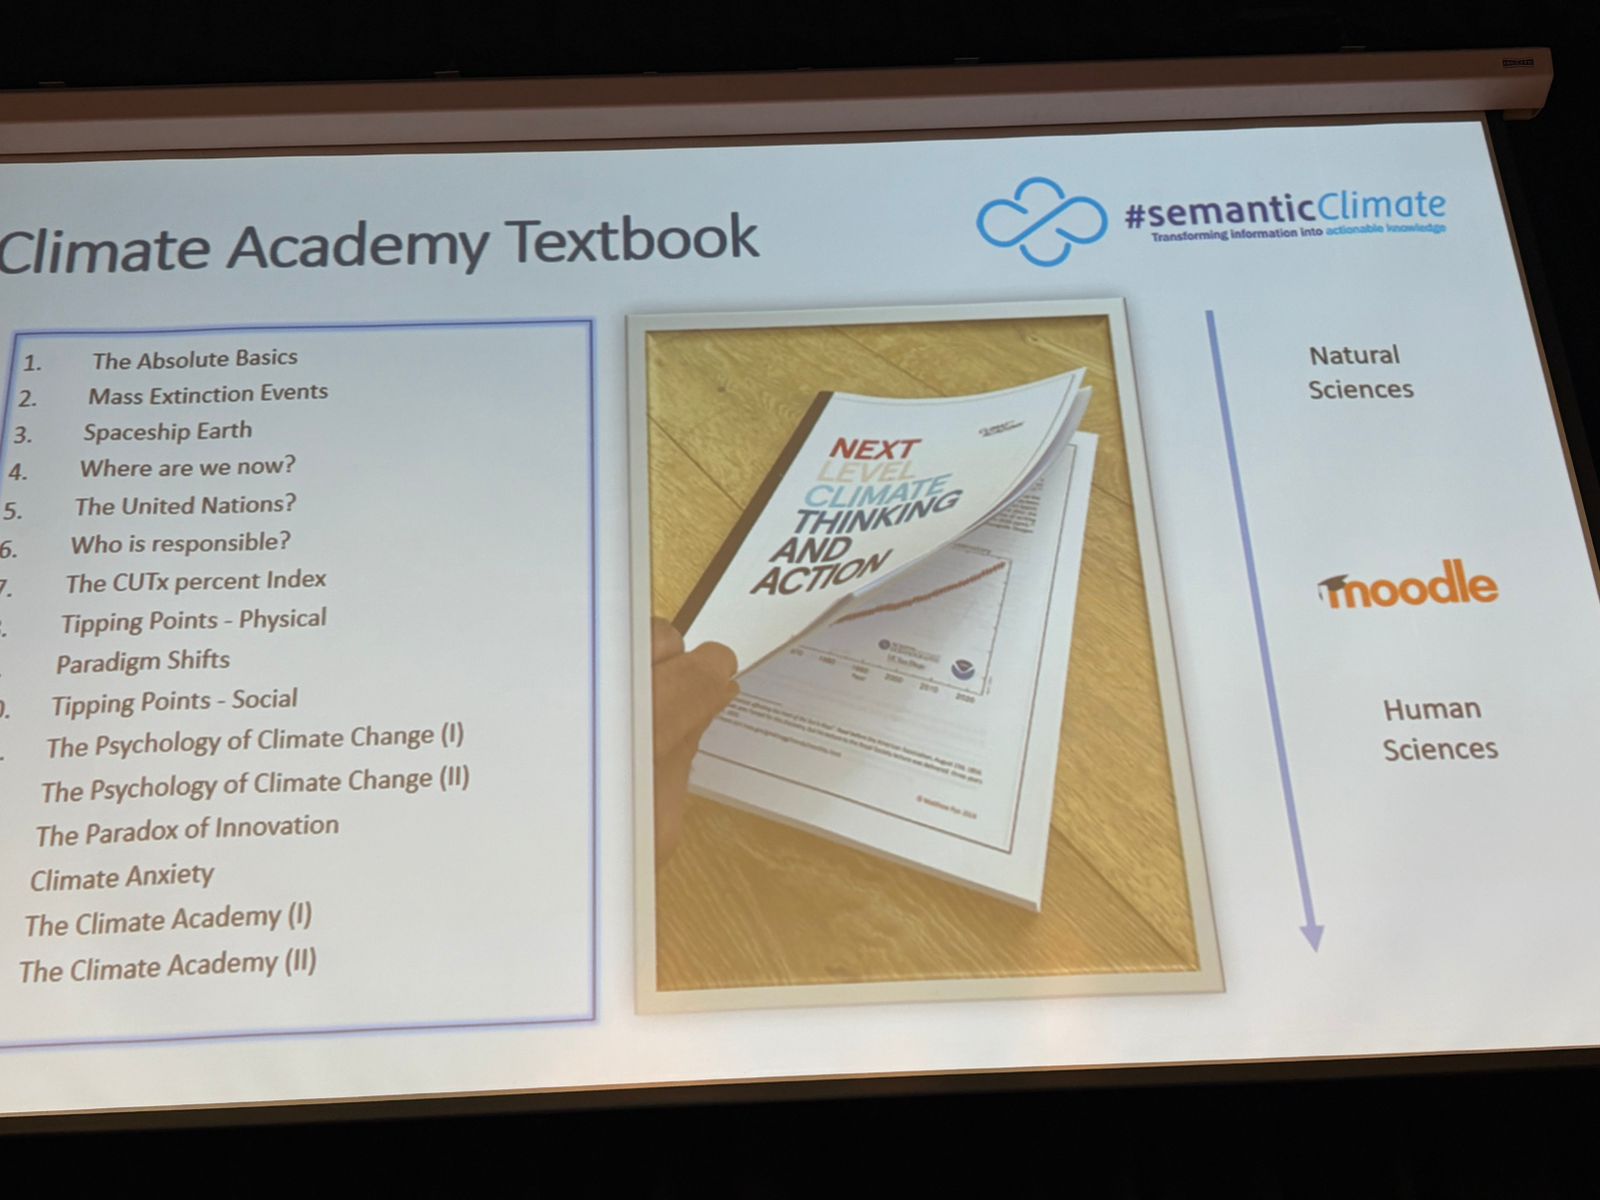 Climate Academy Textbook
#semanticClimate
Transforming information into actionable knowledge
1. The Absolute Basics
2. Mass Extinction Events
3. Spaceship Earth
4. Where are we now?
5. The United Nations?
6. Who is responsible?
7. The CUTx percent Index
Tipping Points - Physical
Paradigm Shifts
0. Tipping Points - Social
The Psychology of Climate Change (I)
The Psychology of Climate Change (II)
The Paradox of Innovation
Climate Anxiety
The Climate Academy (I)
The Climate Academy (II)
NEXT
LEVEL
CLIMATE
THINKING
AND
ACTION
2000
2010
2020
Natural
Sciences
moodle
Human
Sciences